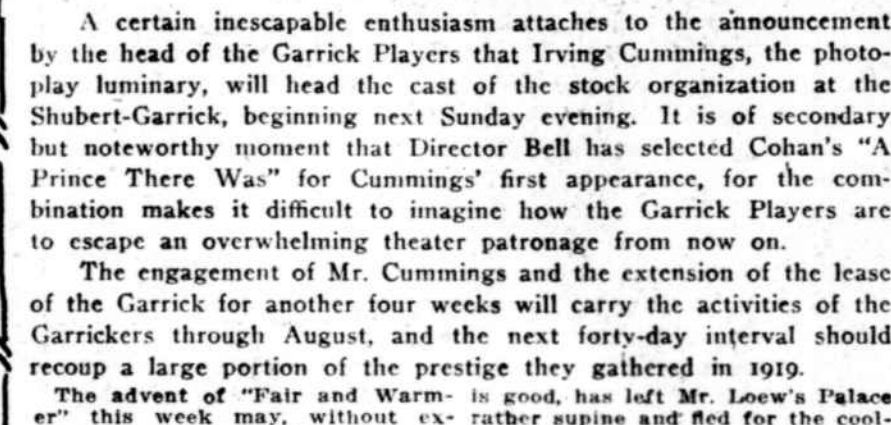 A certain inescapable enthusiasm attaches to the announcement
by the head of the Garrick Players that Irving Cummings, the photo-
play luminary, will head the cast of the stock organization at the
Shubert-Garrick, beginning next Sunday evening. It is of secondary
but noteworthy moment that Director Bell has selected Cohan's "A
Prince There Was" for Cummings' first appearance, for the com-
bination makes it difficult to imagine how the Garrick Players are
to escape an overwhelming theater patronage from now on.
The engagement of Mr. Cummings and the extension of the lease
of the Garrick for another four weeks will carry the activities of the
Garrickers through August, and the next forty-day interval should
recoup a large portion of the prestige they gathered in 1919.
The advent of "Fair and Warm-
er" this week may, without ex-
is good, has left Mr. Loew's Palace
rather supine and fled for the cool-